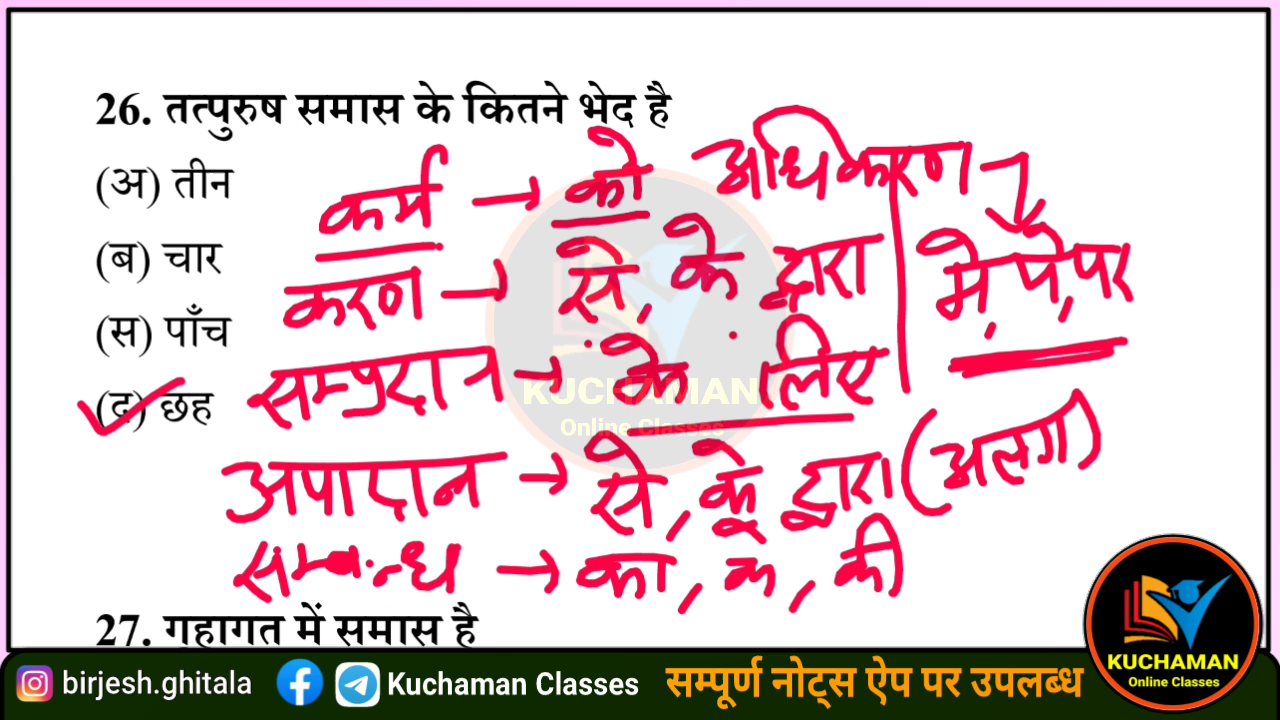 26. तत्पुरुष समास के कितने भेद है
(अ) तीन
(ब) चार
(स) पाँच
(द) छह
कर्म → को
करण → से, के द्वारा
सम्प्रदान → के लिए
अपादान → से, के द्वारा (अलग)
सम्बन्ध → का, के, की
अधिकरण →
में, पे, पर
27. गृहागत में समास है
KUCHAMAN
Online Classes
birjesh.ghitala
Kuchaman Classes
सम्पूर्ण नोट्स ऐप पर उपलब्ध
KUCHAMAN
Online Classes